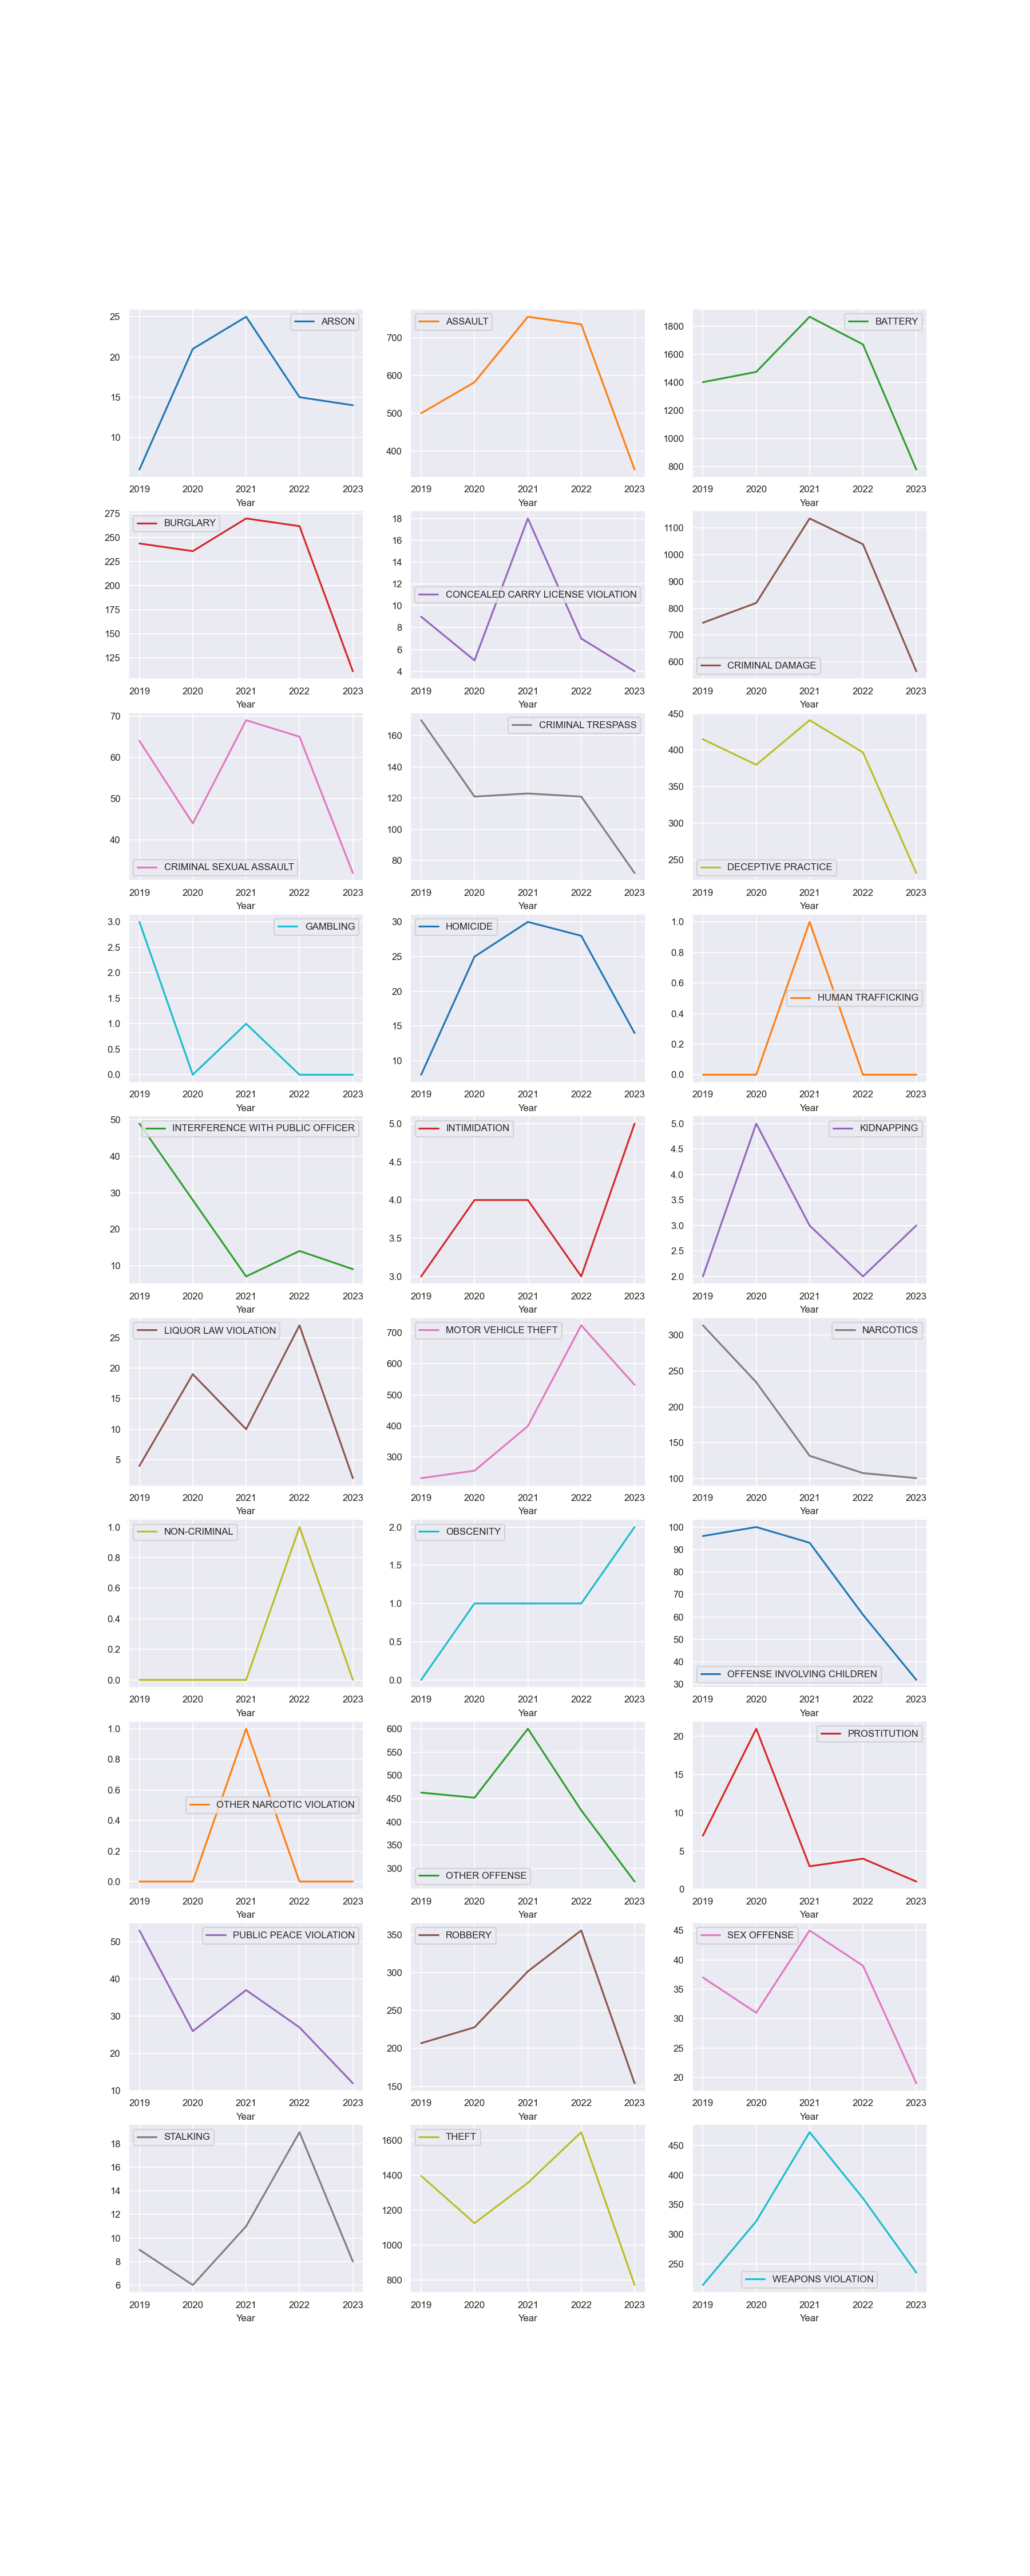 ARSON
25
20
15
10
2019 2020 2021 2022 2023
Year
ASSAULT
700
600
500
400
2019 2020 2021 2022 2023
Year
BATTERY
1800
1600
1400
1200
1000
800
2019 2020 2021 2022 2023
Year
BURGLARY
275
250
225
200
175
150
125
2019 2020 2021 2022 2023
Year
18
16
14
12
CONCEALED CARRY LICENSE VIOLATION
10
8
6
4
2019 2020 2021 2022 2023
Year
1100
1000
900
800
700
600
CRIMINAL DAMAGE
2019 2020 2021 2022 2023
Year
70
60
50
40
CRIMINAL SEXUAL ASSAULT
2019 2020 2021 2022 2023
Year
CRIMINAL TRESPASS
160
140
120
100
80
2019 2020 2021 2022 2023
Year
450
400
350
300
250
DECEPTIVE PRACTICE
2019 2020 2021 2022 2023
Year
GAMBLING
3.0
2.5
2.0
1.5
1.0
0.5
0.0
2019 2020 2021 2022 2023
Year
HOMICIDE
30
25
20
15
10
2019 2020 2021 2022 2023
Year
1.0
0.8
0.6
HUMAN TRAFFICKING
0.4
0.2
0.0
2019 2020 2021 2022 2023
Year
INTERFERENCE WITH PUBLIC OFFICER
50
40
30
20
10
2019 2020 2021 2022 2023
Year
INTIMIDATION
5.0
4.5
4.0
3.5
3.0
2019 2020 2021 2022 2023
Year
KIDNAPPING
5.0
4.5
4.0
3.5
3.0
2.5
2.0
2019 2020 2021 2022 2023
Year
LIQUOR LAW VIOLATION
25
20
15
10
5
2019 2020 2021 2022 2023
Year
MOTOR VEHICLE THEFT
700
600
500
400
300
2019 2020 2021 2022 2023
Year
NARCOTICS
300
250
200
150
100
2019 2020 2021 2022 2023
Year
NON-CRIMINAL
1.0
0.8
0.6
0.4
0.2
0.0
2019 2020 2021 2022 2023
Year
OBSCENITY
2.0
1.5
1.0
0.5
0.0
2019 2020 2021 2022 2023
Year
100
90
80
70
60
50
40
30
OFFENSE INVOLVING CHILDREN
2019 2020 2021 2022 2023
Year
1.0
0.8
0.6
OTHER NARCOTIC VIOLATION
0.4
0.2
0.0
2019 2020 2021 2022 2023
Year
600
550
500
450
400
350
300
OTHER OFFENSE
2019 2020 2021 2022 2023
Year
PROSTITUTION
20
15
10
5
0
2019 2020 2021 2022 2023
Year
PUBLIC PEACE VIOLATION
50
40
30
20
10
2019 2020 2021 2022 2023
Year
ROBBERY
350
300
250
200
150
2019 2020 2021 2022 2023
Year
SEX OFFENSE
45
40
35
30
25
20
2019 2020 2021 2022 2023
Year
STALKING
18
16
14
12
10
8
6
2019 2020 2021 2022 2023
Year
THEFT
1600
1400
1200
1000
800
2019 2020 2021 2022 2023
Year
450
400
350
300
250
WEAPONS VIOLATION
2019 2020 2021 2022 2023
Year